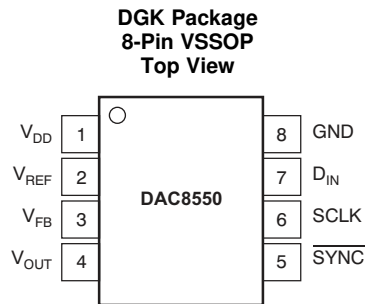 DGK Package
8-Pin VSSOP
Top View
V_DD 1 8 GND
V_REF 2 7 D_IN
DAC8550
V_FB 3 6 SCLK
V_OUT 4 5 S̅Y̅N̅C̅